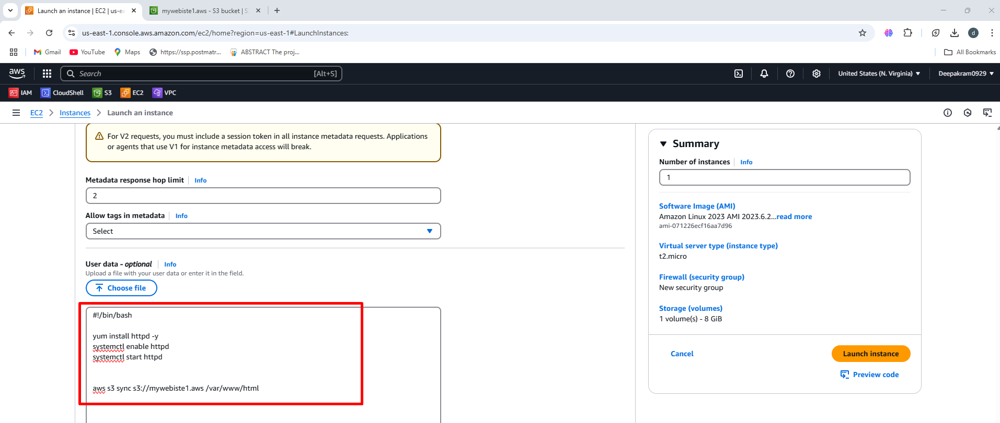 Launch an instance | EC2 | us-ea
mywebiste1.aws - S3 bucket | S
us-east-1.console.aws.amazon.com/ec2/home?region=us-east-1#LaunchInstances:
d
Gmail
YouTube
Maps
https://ssp.postmatr...
ABSTRACT The proj...
All Bookmarks
aws
Search
[Alt+S]
United States (N. Virginia)
Deepakram0929
IAM
CloudShell
S3
EC2
VPC
EC2
Instances
Launch an instance
For V2 requests, you must include a session token in all instance metadata requests. Applications
or agents that use V1 for instance metadata access will break.
Metadata response hop limit
Info
2
Allow tags in metadata
Info
Select
User data - optional
Info
Upload a file with your user data or enter it in the field.
Choose file
#!/bin/bash
yum install httpd -y
systemctl enable httpd
systemctl start httpd
aws s3 sync s3://mywebiste1.aws /var/www/html
Summary
Number of instances
Info
1
Software Image (AMI)
Amazon Linux 2023 AMI 2023.6.2...read more
ami-071226ecf16aa7d96
Virtual server type (instance type)
t2.micro
Firewall (security group)
New security group
Storage (volumes)
1 volume(s) - 8 GiB
Cancel
Launch instance
Preview code